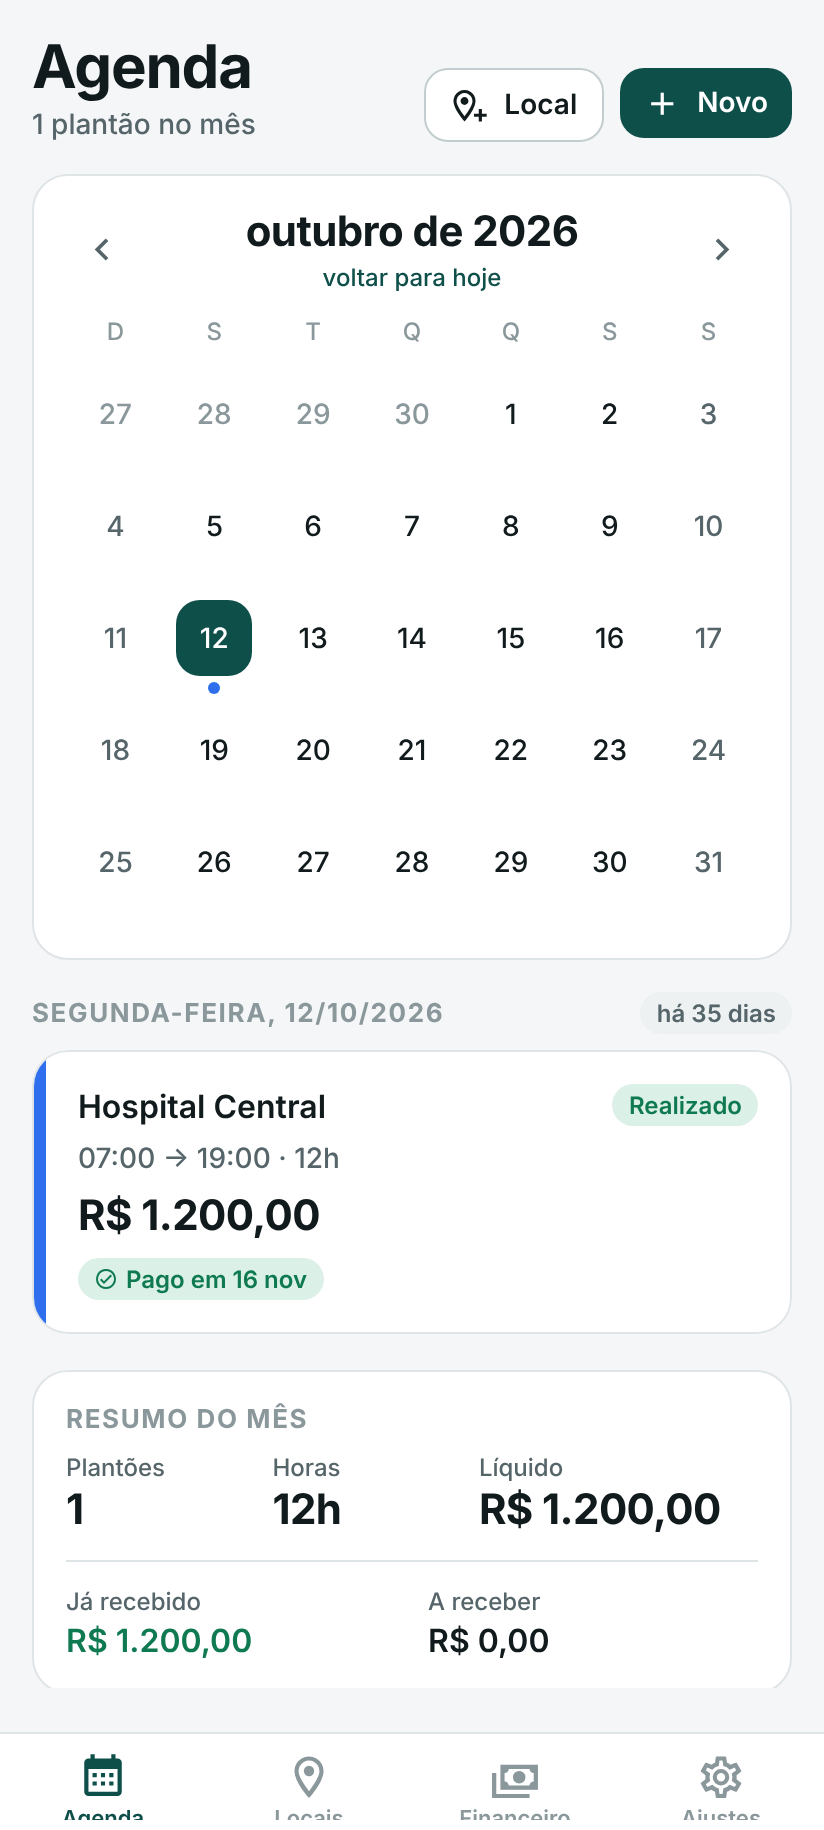 Agenda
1 plantão no mês
Local
Novo
outubro de 2026
voltar para hoje
D S T Q Q S S
27 28 29 30 1 2 3
4 5 6 7 8 9 10
11 12 13 14 15 16 17
18 19 20 21 22 23 24
25 26 27 28 29 30 31
SEGUNDA-FEIRA, 12/10/2026
há 35 dias
Hospital Central
Realizado
07:00 → 19:00 · 12h
R$ 1.200,00
Pago em 16 nov
RESUMO DO MÊS
Plantões Horas Líquido
1 12h R$ 1.200,00
Já recebido A receber
R$ 1.200,00 R$ 0,00
Agenda Locais Financeiro Ajustes